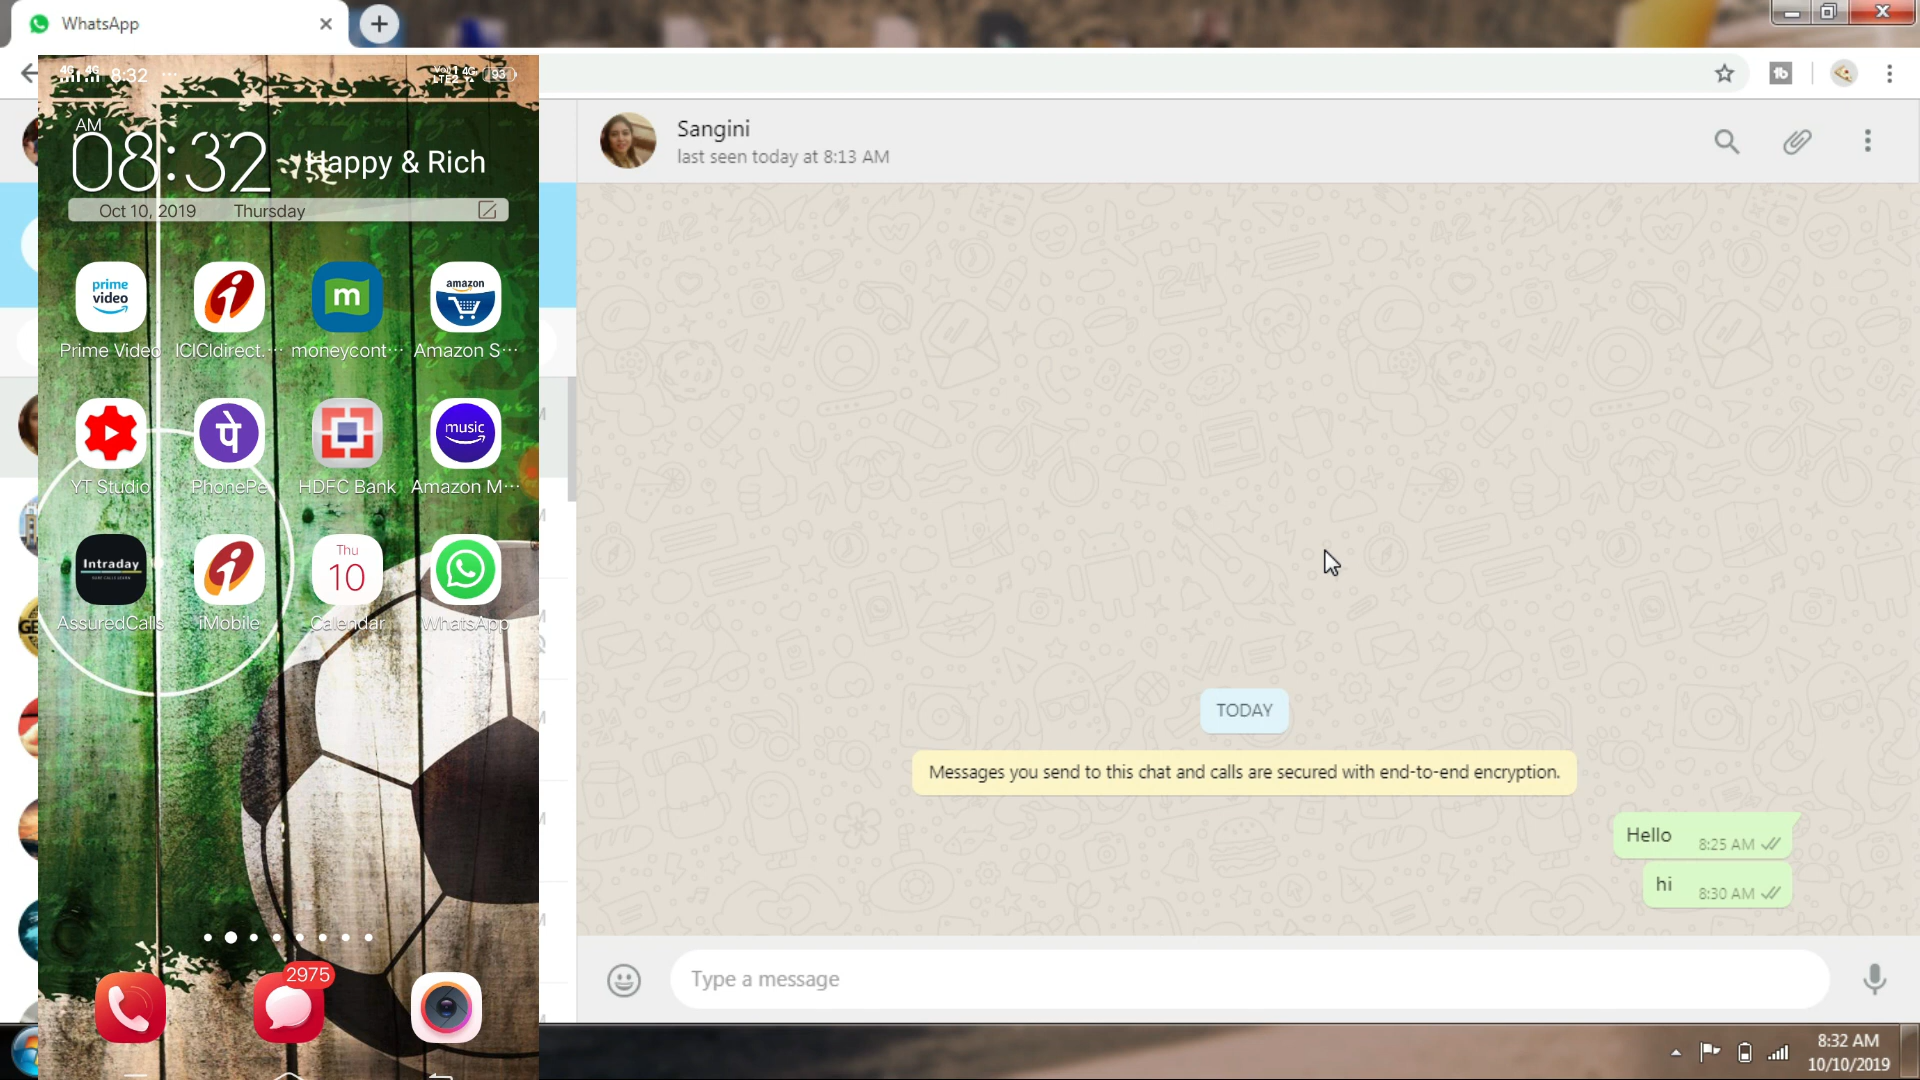 WhatsApp
4G 4G 8:32 ...
93
AM
08:32
Happy & Rich
Oct 10, 2019 Thursday
prime
video
amazon
m
Prime Video ICICIdirect.··· moneycont··· Amazon S···
पे
music
YT Studio PhonePe HDFC Bank Amazon M···
Intraday
Thu
10
AssuredCalls iMobile Calendar WhatsApp
2975
Sangini
last seen today at 8:13 AM
TODAY
Messages you send to this chat and calls are secured with end-to-end encryption.
Hello 8:25 AM
hi 8:30 AM
Type a message
8:32 AM
10/10/2019